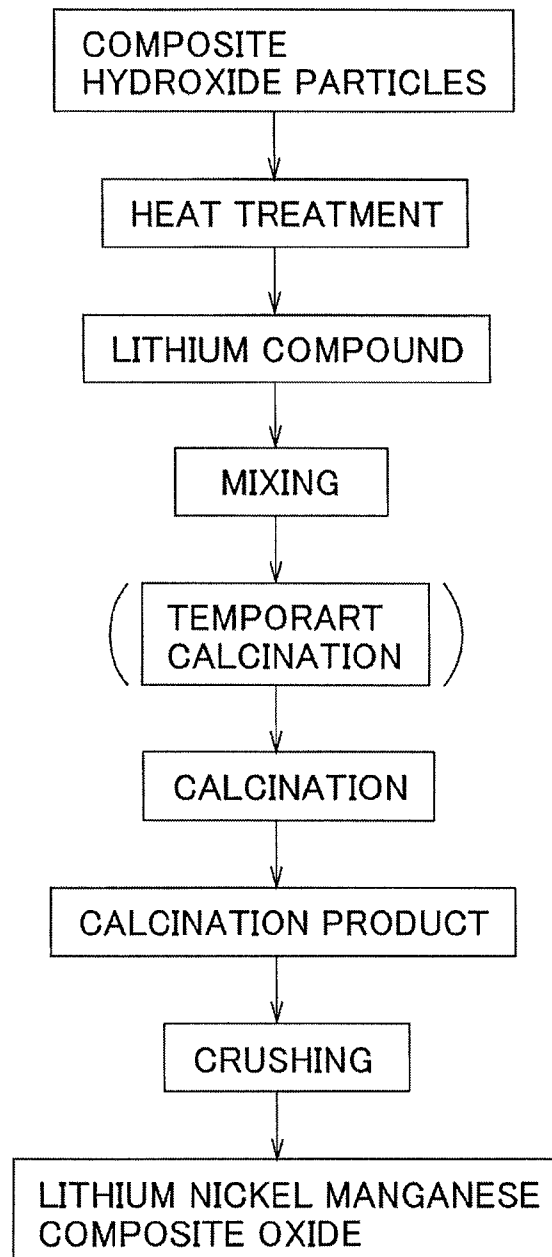 COMPOSITE
HYDROXIDE PARTICLES
HEAT TREATMENT
LITHIUM COMPOUND
MIXING
TEMPORART
CALCINATION
CALCINATION
CALCINATION PRODUCT
CRUSHING
LITHIUM NICKEL MANGANESE
COMPOSITE OXIDE